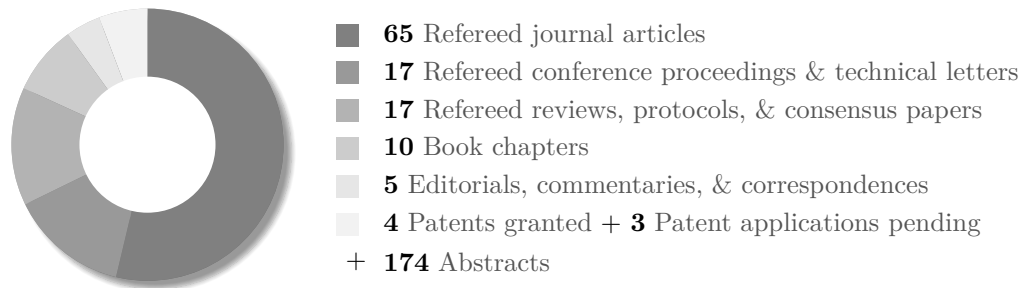 65 Refereed journal articles
17 Refereed conference proceedings & technical letters
17 Refereed reviews, protocols, & consensus papers
10 Book chapters
5 Editorials, commentaries, & correspondences
4 Patents granted + 3 Patent applications pending
+ 174 Abstracts